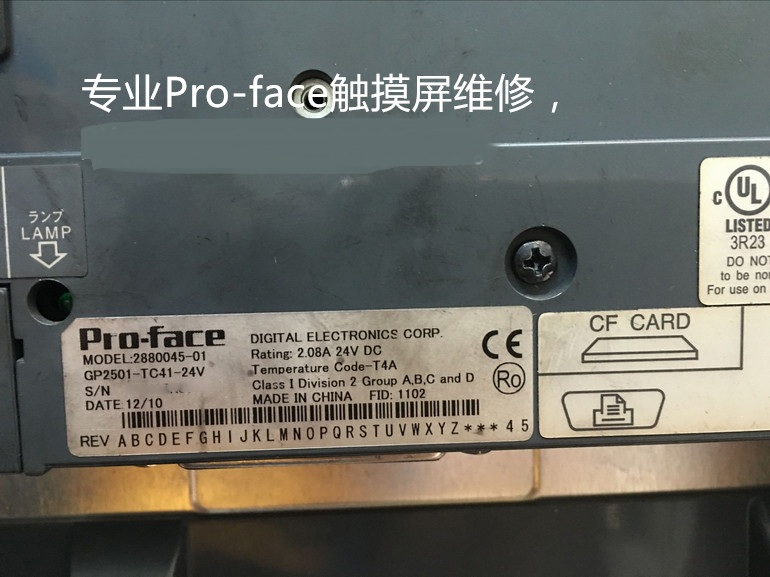 专业Pro-face触摸屏维修，
ランプ
LAMP
C UL
LISTED
3R23
DO NOT
to be
For use on
Pro-face
DIGITAL ELECTRONICS CORP.
MODEL:2880045-01
Rating: 2.08A 24V DC
GP2501-TC41-24V
Temperature Code-T4A
S/N
Class I Division 2 Group A,B,C and D
DATE 12/10
MADE IN CHINA FID: 1102
CE
Ro
REV A B C D E F G H I J K L M N O P Q R S T U V W X Y Z * * * 4 5
CF CARD